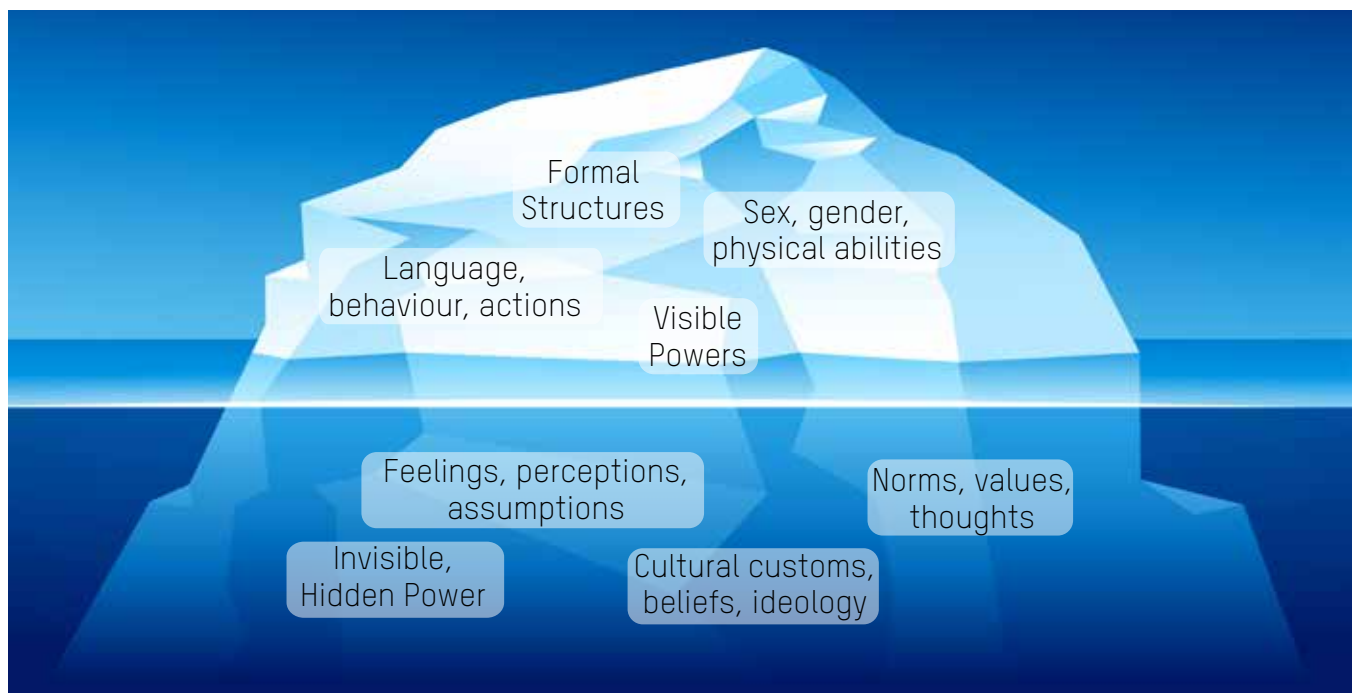 Formal
Structures
Sex, gender,
physical abilities
Language,
behaviour, actions
Visible
Powers
Feelings, perceptions,
assumptions
Norms, values,
thoughts
Invisible,
Hidden Power
Cultural customs,
beliefs, ideology